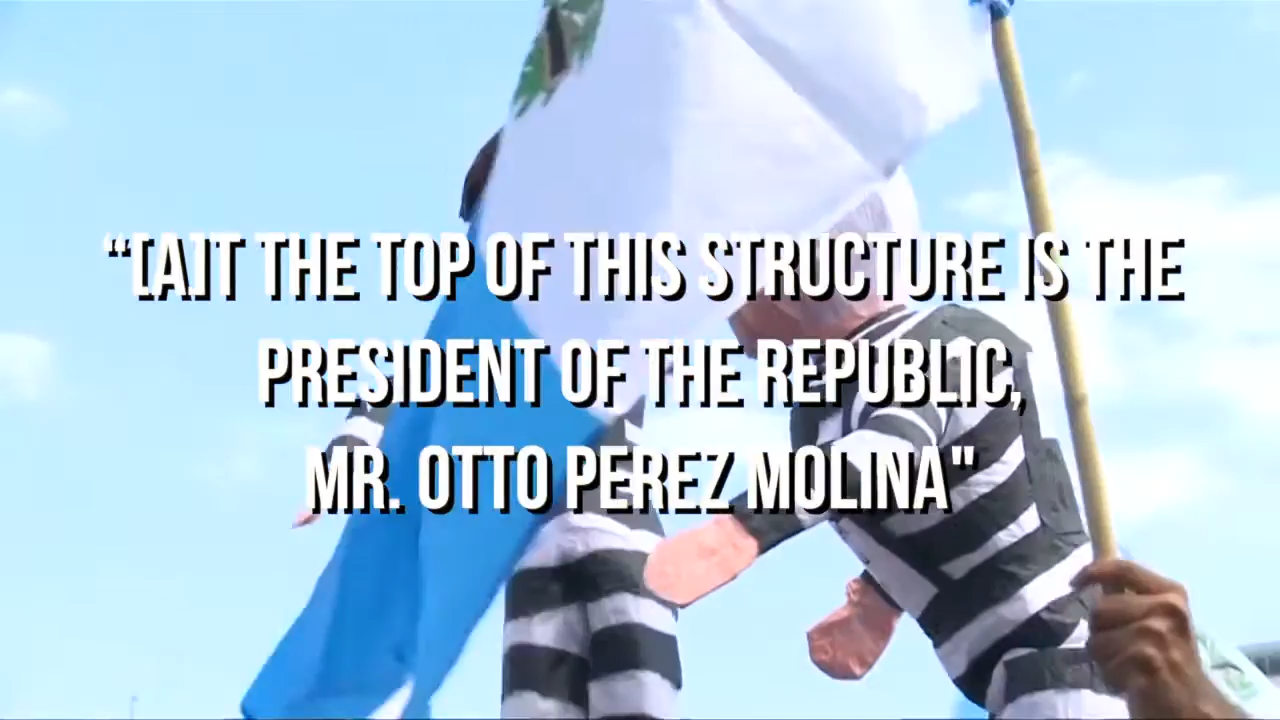 “[A]T THE TOP OF THIS STRUCTURE IS THE
PRESIDENT OF THE REPUBLIC,
MR. OTTO PEREZ MOLINA"